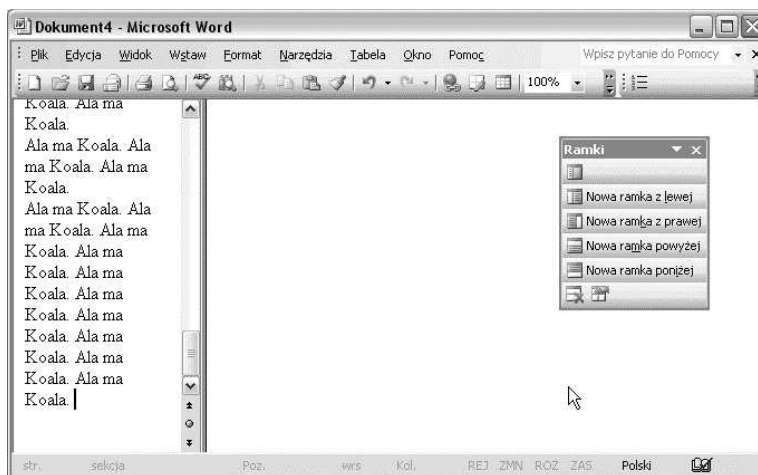 Dokument4 - Microsoft Word
Plik Edycja Widok Wstaw Format Narzędzia Tabela Okno Pomoc Wpisz pytanie do Pomocy
100%
Koala. Ala ma
Koala.
Ala ma Koala. Ala
ma Koala. Ala ma
Koala.
Ala ma Koala. Ala
ma Koala. Ala ma
Koala. Ala ma
Koala. Ala ma
Koala. Ala ma
Koala. Ala ma
Koala. Ala ma
Koala. Ala ma
Koala. Ala ma
Koala.
Ramki
Nowa ramka z lewej
Nowa ramka z prawej
Nowa ramka powyżej
Nowa ramka poniżej
str. sekcja Poz. wrs Kol. REJ ZMN ROZ ZAS Polski